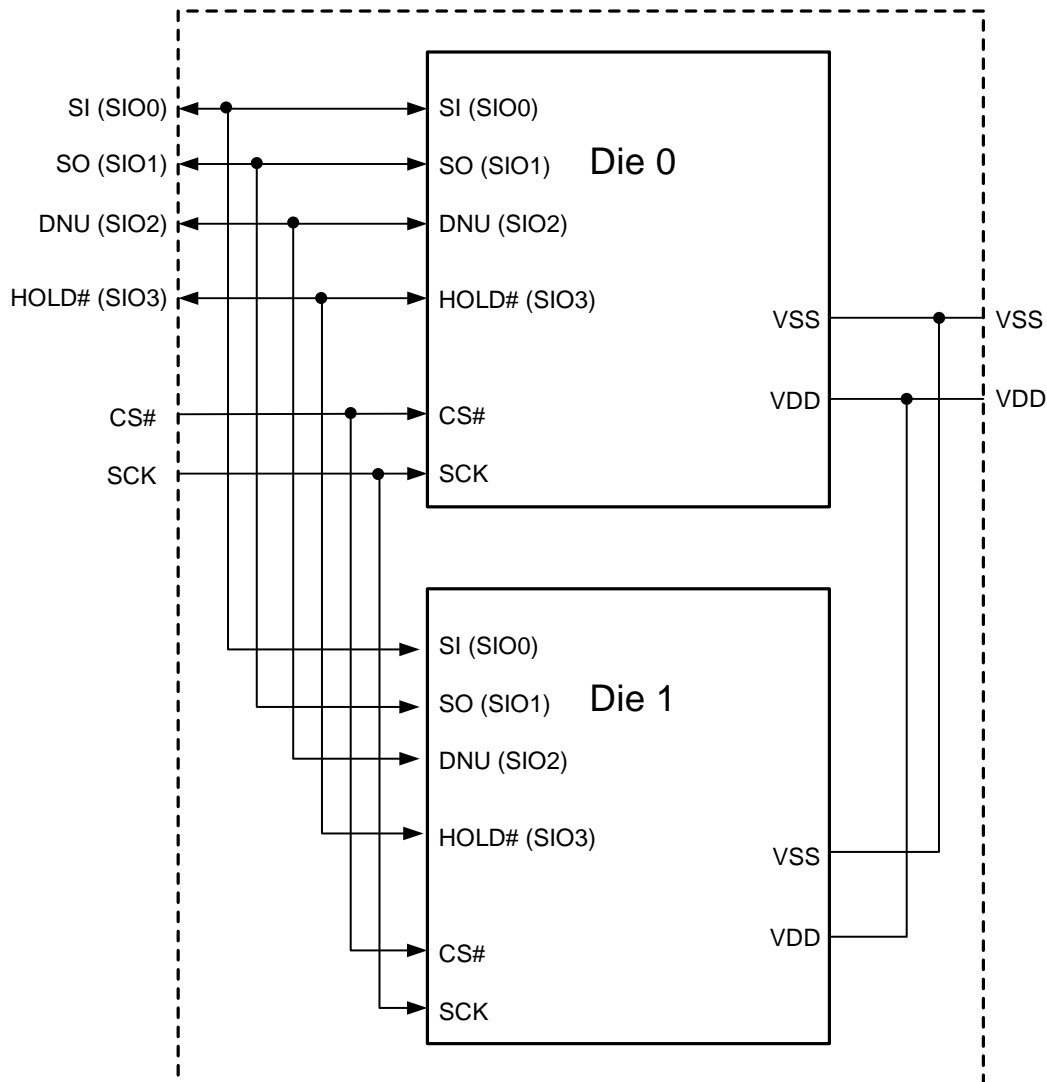 SI (SIO0)
SO (SIO1)
DNU (SIO2)
HOLD# (SIO3)
CS#
SCK
SI (SIO0)
SO (SIO1)
Die 0
DNU (SIO2)
HOLD# (SIO3)
CS#
SCK
VSS
VDD
VSS
VDD
SI (SIO0)
SO (SIO1)
Die 1
DNU (SIO2)
HOLD# (SIO3)
CS#
SCK
VSS
VDD